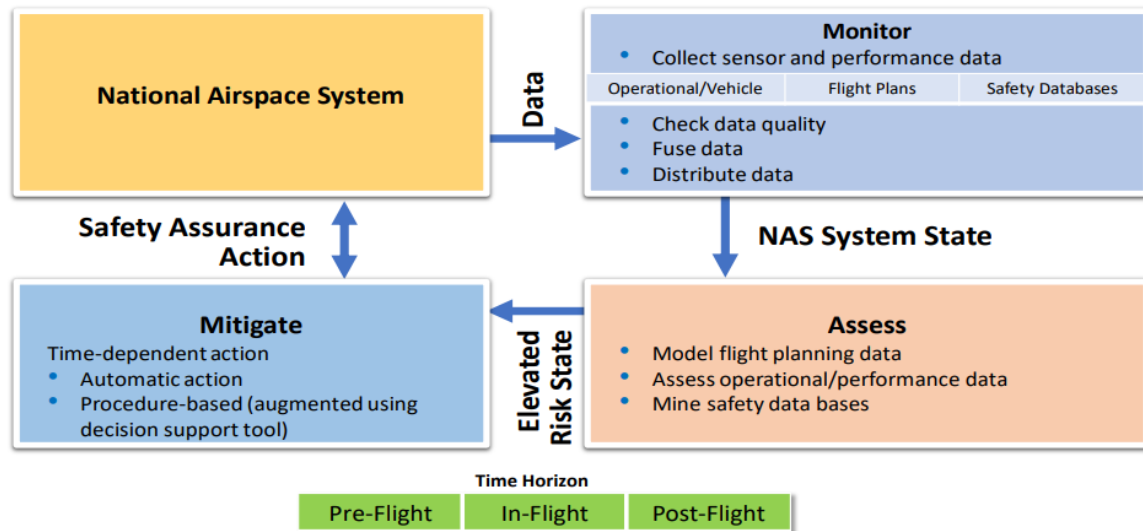 National Airspace System
Data
Monitor
• Collect sensor and performance data
Operational/Vehicle Flight Plans Safety Databases
• Check data quality
• Fuse data
• Distribute data
Safety Assurance
Action
NAS System State
Mitigate
Time-dependent action
• Automatic action
• Procedure-based (augmented using
decision support tool)
Elevated
Risk State
Assess
• Model flight planning data
• Assess operational/performance data
• Mine safety data bases
Time Horizon
Pre-Flight In-Flight Post-Flight